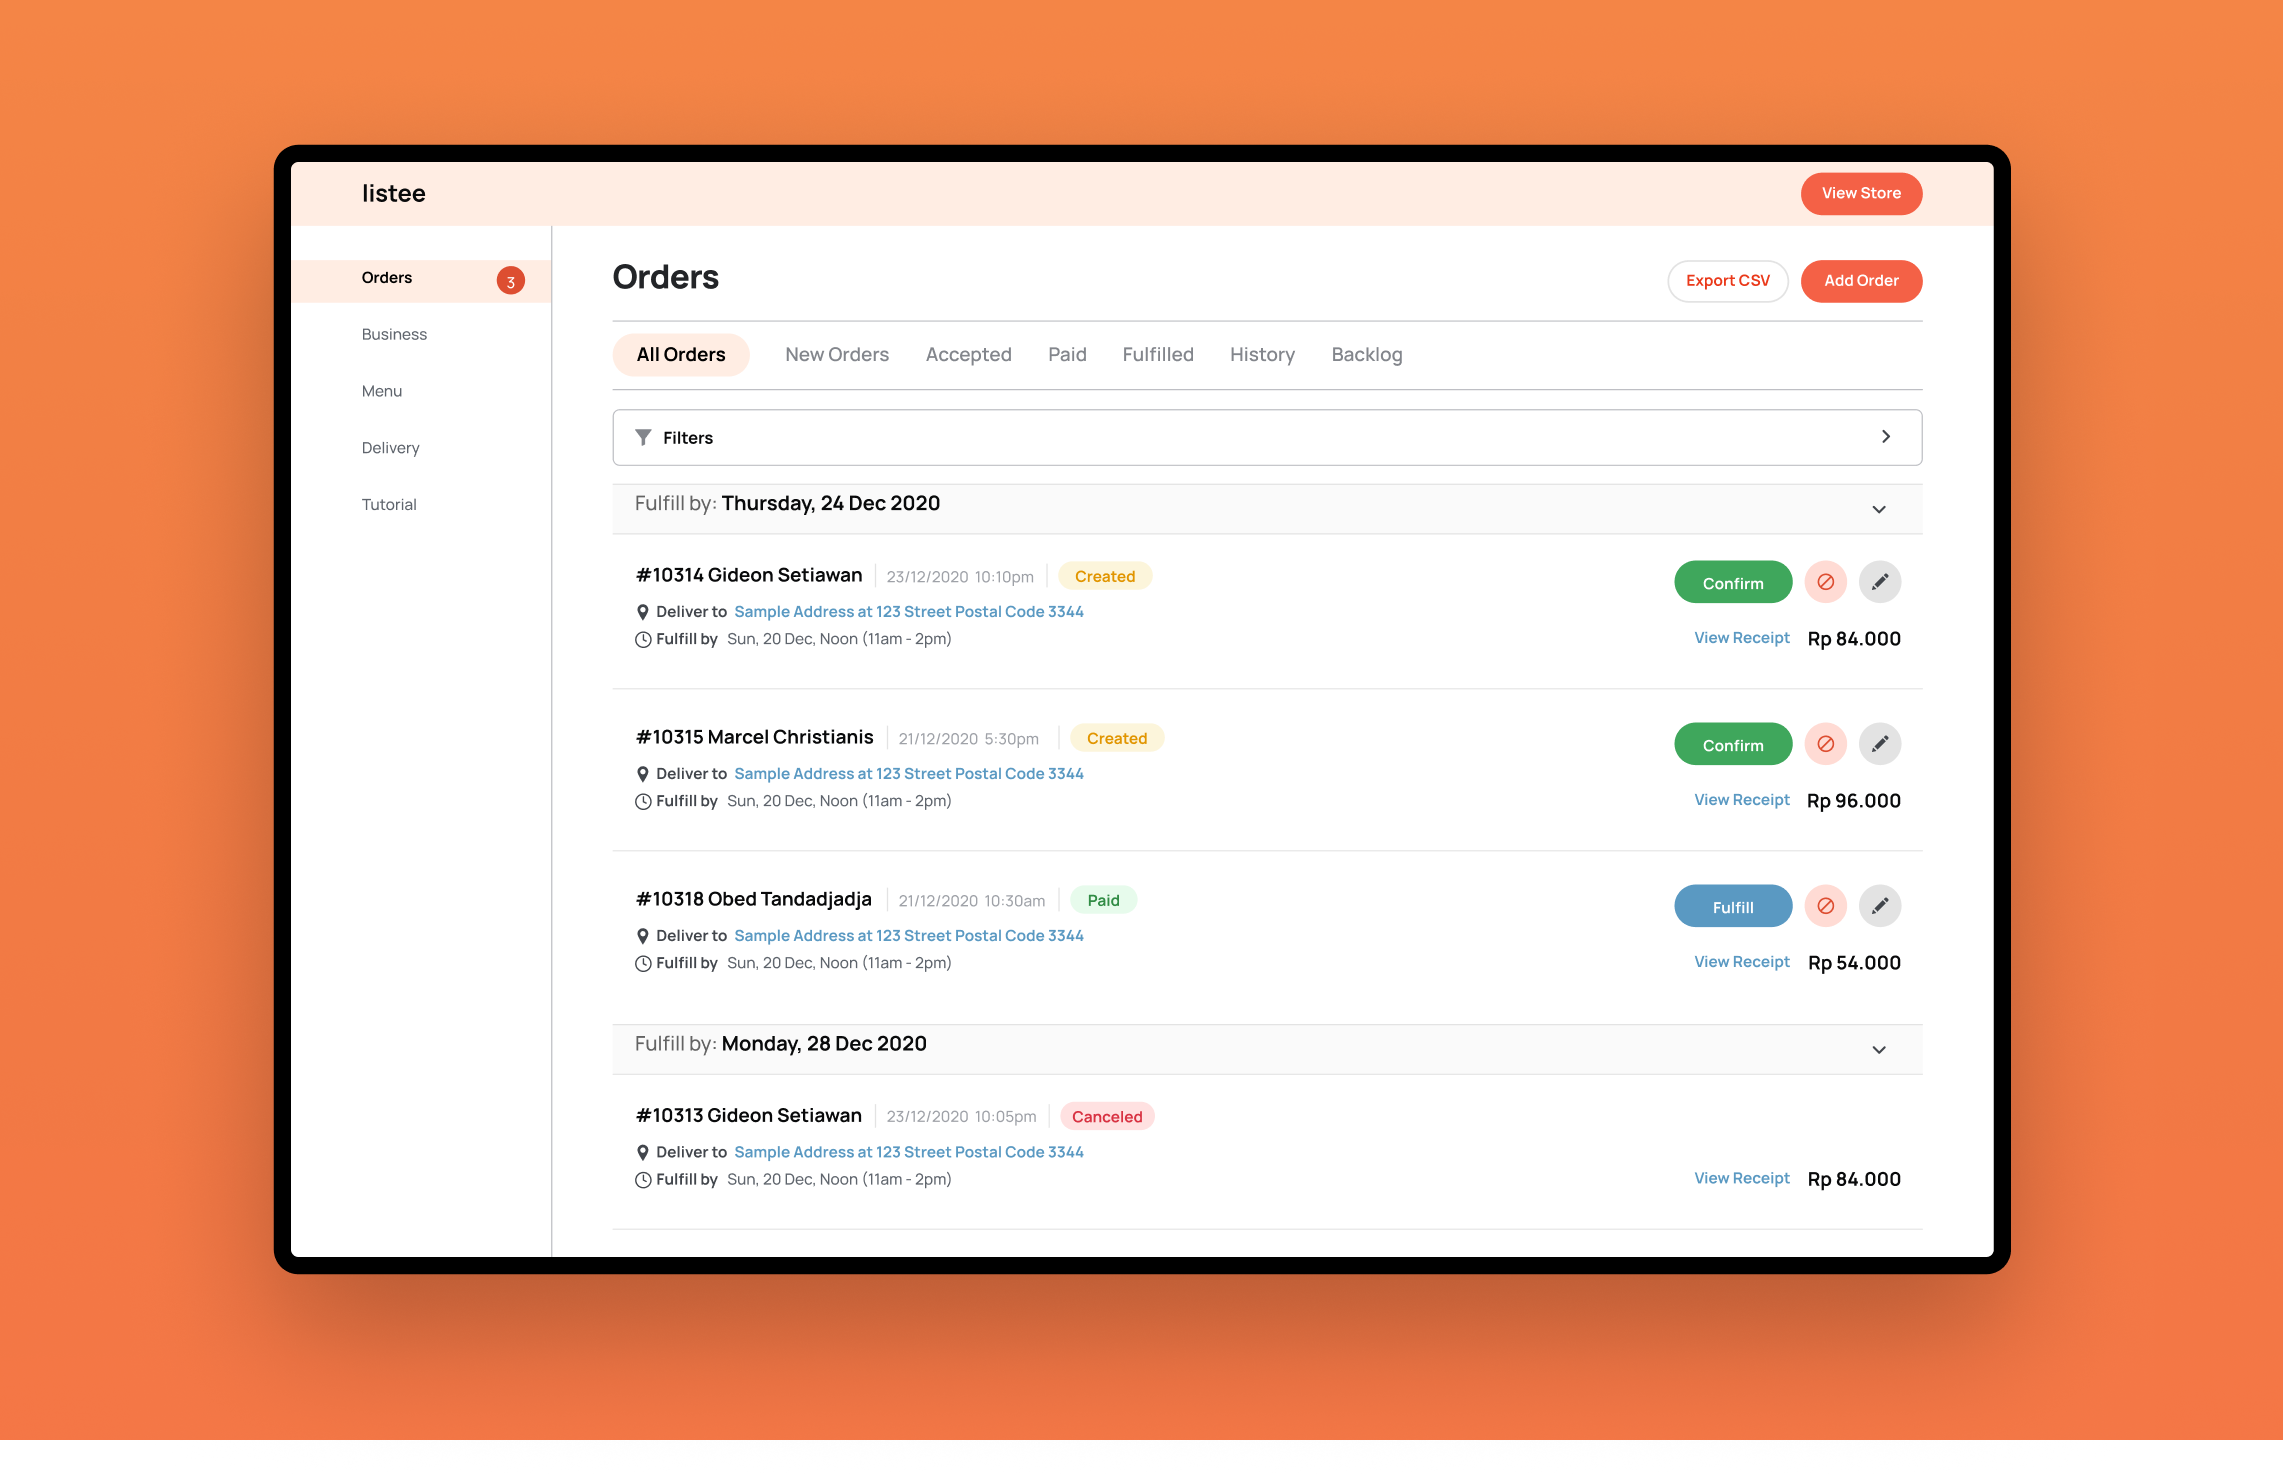 listee
View Store
Orders 3
Business
Menu
Delivery
Tutorial
Orders
Export CSV
Add Order
All Orders New Orders Accepted Paid Fulfilled History Backlog
Filters
Fulfill by: Thursday, 24 Dec 2020
#10314 Gideon Setiawan 23/12/2020 10:10pm Created
Confirm
Deliver to Sample Address at 123 Street Postal Code 3344
Fulfill by Sun, 20 Dec, Noon (11am - 2pm)
View Receipt Rp 84.000
#10315 Marcel Christianis 21/12/2020 5:30pm Created
Confirm
Deliver to Sample Address at 123 Street Postal Code 3344
Fulfill by Sun, 20 Dec, Noon (11am - 2pm)
View Receipt Rp 96.000
#10318 Obed Tandadjadja 21/12/2020 10:30am Paid
Fulfill
Deliver to Sample Address at 123 Street Postal Code 3344
Fulfill by Sun, 20 Dec, Noon (11am - 2pm)
View Receipt Rp 54.000
Fulfill by: Monday, 28 Dec 2020
#10313 Gideon Setiawan 23/12/2020 10:05pm Canceled
Deliver to Sample Address at 123 Street Postal Code 3344
Fulfill by Sun, 20 Dec, Noon (11am - 2pm)
View Receipt Rp 84.000